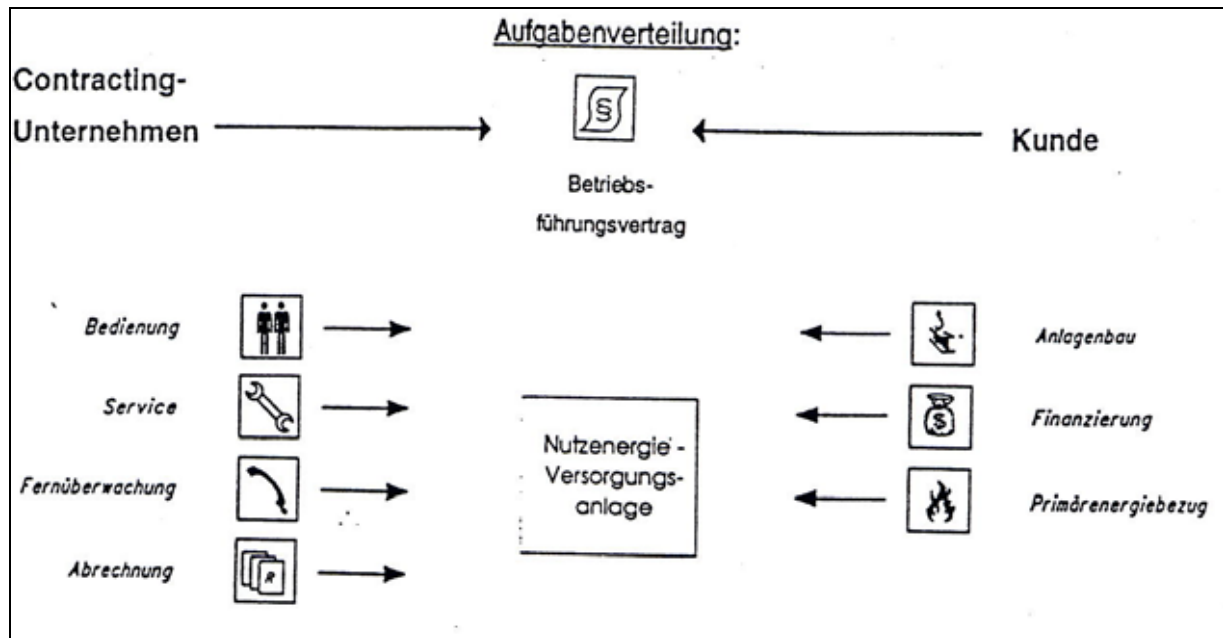 Aufgabenverteilung:
Contracting-
Unternehmen
§
Kunde
Betriebs-
führungsvertrag
Bedienung
Service
Fernüberwachung
Abrechnung
R
Nutzenergie-
Versorgungs-
anlage
Anlagenbau
$
Finanzierung
Primärenergiebezug